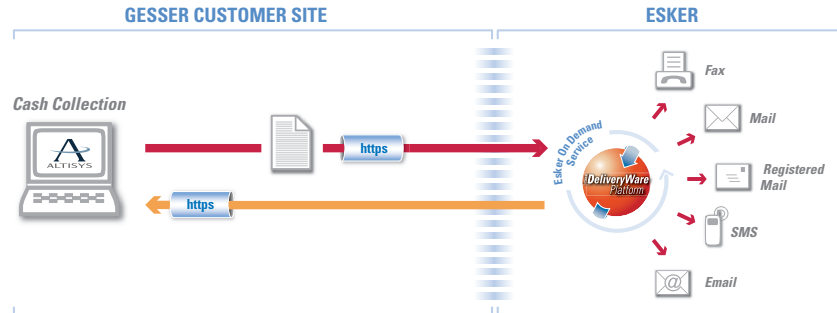 GESSER CUSTOMER SITE
ESKER
Cash Collection
A
ALTISYS
https
https
Esker On Demand
Service
DeliveryWare
Platform
Fax
Mail
Registered
Mail
SMS
@
Email